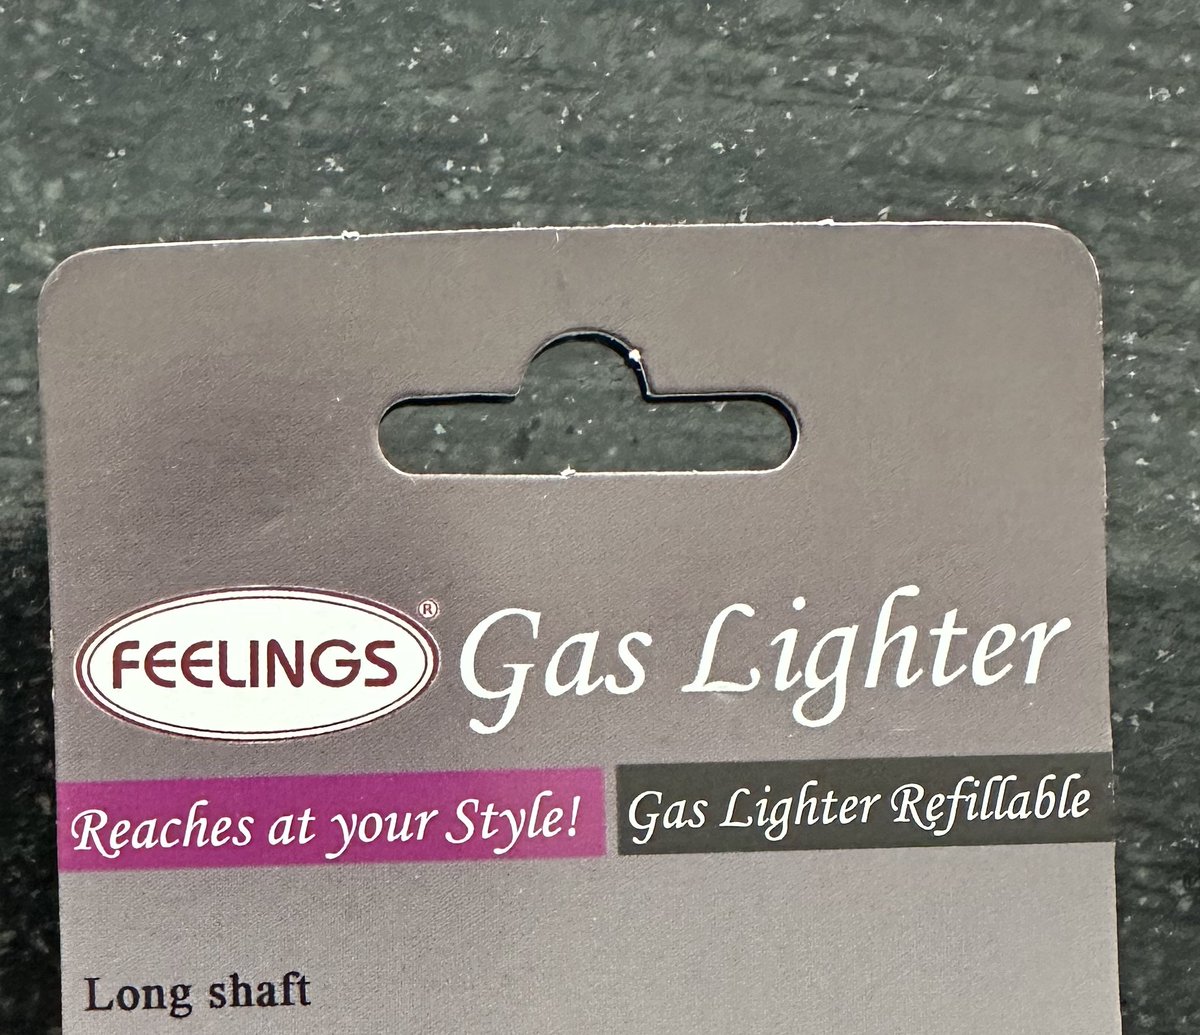 FEELINGS® Gas Lighter
Reaches at your Style! Gas Lighter Refillable
Long shaft